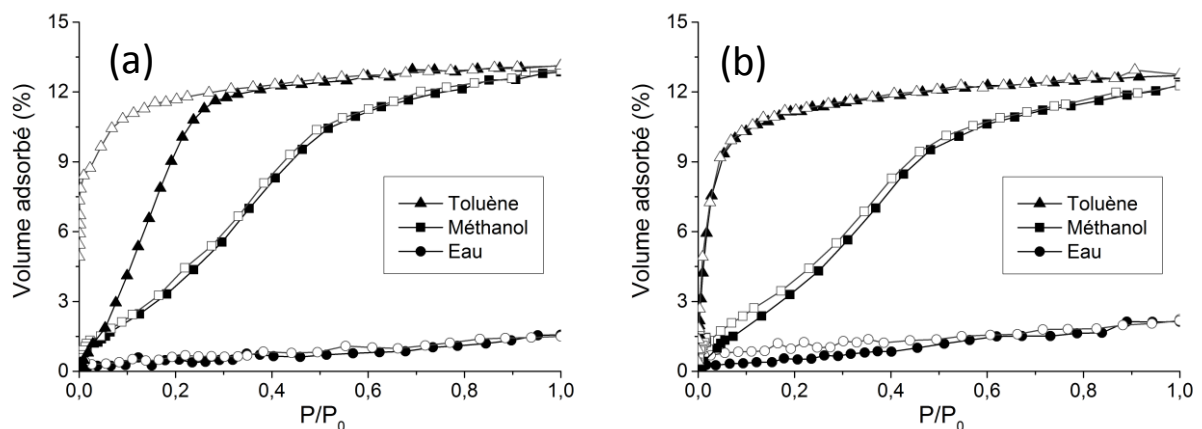 (a)
Volume adsorbé (%)
15
12
9
6
3
0
Toluène
Méthanol
Eau
0,0 0,2 0,4 0,6 0,8 1,0
P/P₀
(b)
Volume adsorbé (%)
15
12
9
6
3
0
Toluène
Méthanol
Eau
0,0 0,2 0,4 0,6 0,8 1,0
P/P₀